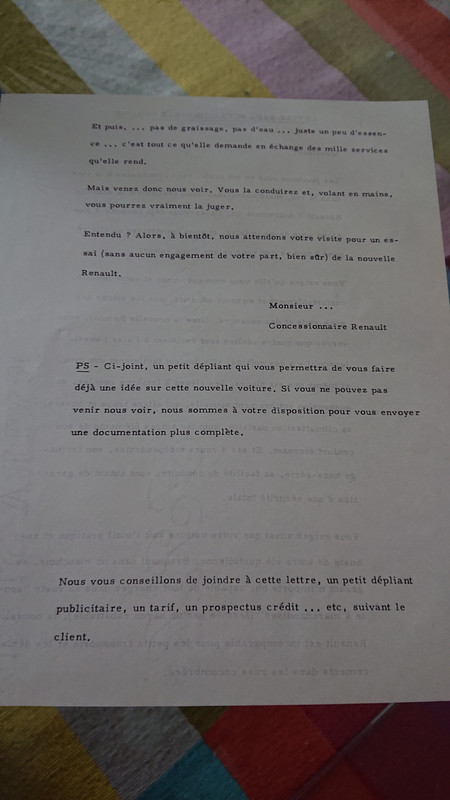 Et puis, ... pas de graissage, pas d'eau ... juste un peu d'essen-
ce ... c'est tout ce qu'elle demande en échange des mille services
qu'elle rend.
Mais venez donc nous voir. Vous la conduirez et, volant en mains,
vous pourrez vraiment la juger.
Entendu ? Alors, à bientôt, nous attendons votre visite pour un es-
sai (sans aucun engagement de votre part, bien sûr) de la nouvelle
Renault.
Monsieur ...
Concessionnaire Renault
PS - Ci-joint, un petit dépliant qui vous permettra de vous faire
déjà une idée sur cette nouvelle voiture. Si vous ne pouvez pas
venir nous voir, nous sommes à votre disposition pour vous envoyer
une documentation plus complète.
Nous vous conseillons de joindre à cette lettre, un petit dépliant
publicitaire, un tarif, un prospectus crédit ... etc, suivant le
client.